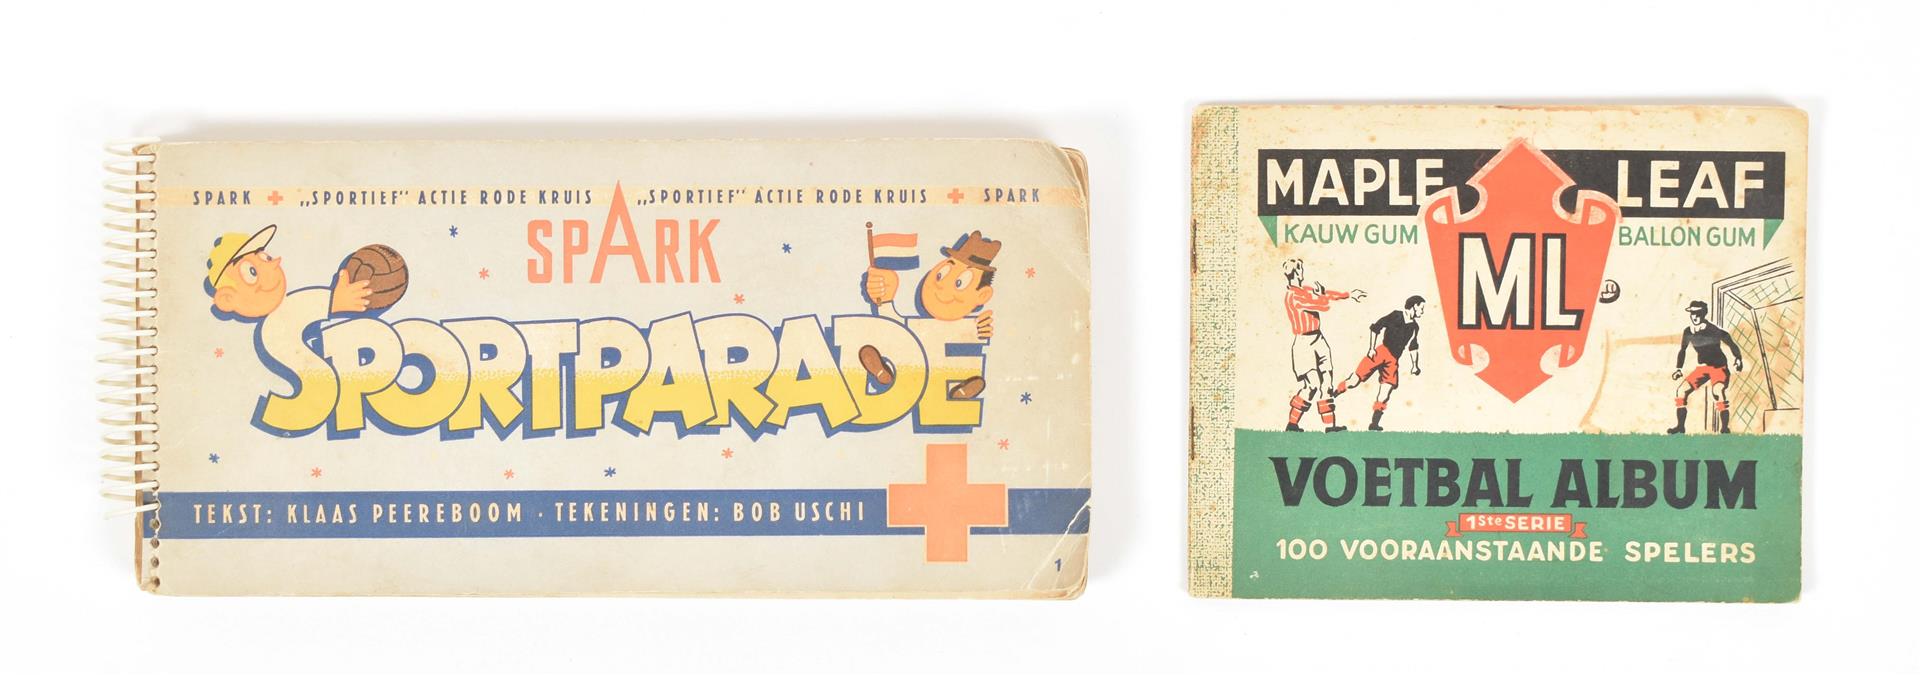 SPARK + „SPORTIEF” ACTIE RODE KRUIS „SPORTIEF” ACTIE RODE KRUIS + SPARK
SPARK
SPORTPARADE
TEKST: KLAAS PEEREBOOM · TEKENINGEN: BOB USCHI
1
MAPLE LEAF
KAUW GUM BALLON GUM
ML
VOETBAL ALBUM
1ste SERIE
100 VOORAANSTAANDE SPELERS